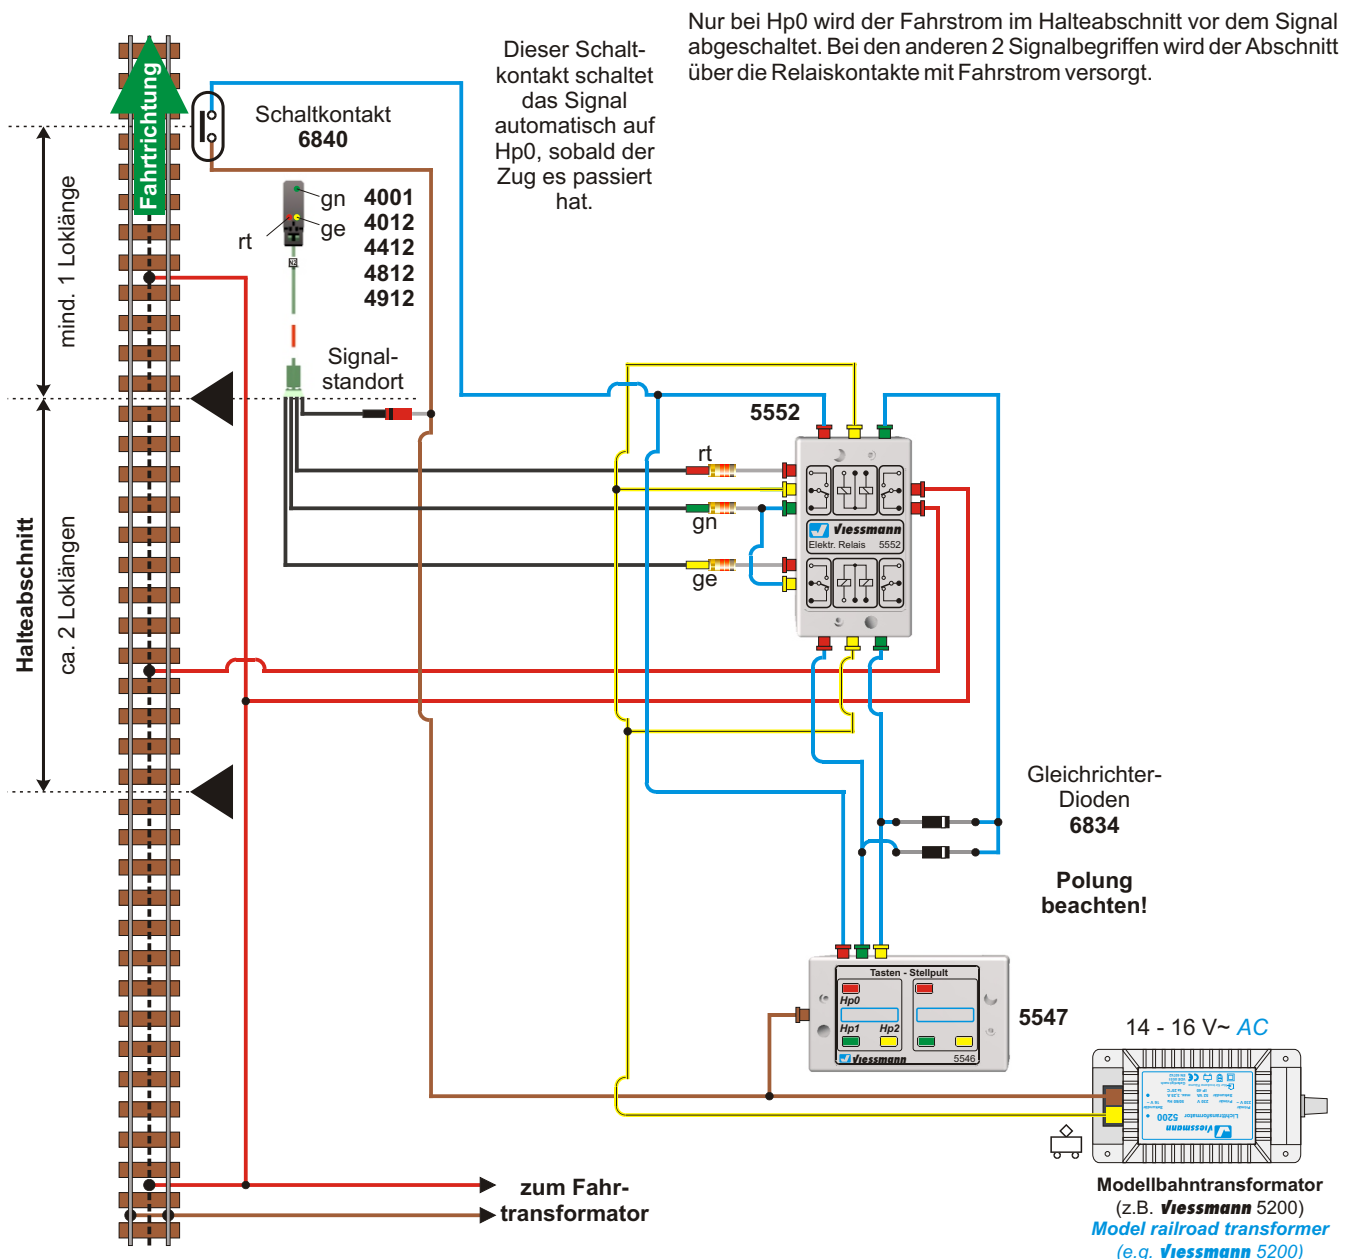 Nur bei Hp0 wird der Fahrstrom im Halteabschnitt vor dem Signal
abgeschaltet. Bei den anderen 2 Signalbegriffen wird der Abschnitt
über die Relaiskontakte mit Fahrstrom versorgt.
Dieser Schalt-
kontakt schaltet
das Signal
automatisch auf
Hp0, sobald der
Zug es passiert
hat.
Fahrtrichtung
Schaltkontakt
6840
mind. 1 Loklänge
gn
rt
ge
4001
4012
4412
4812
4912
Signal-
standort
5552
rt
gn
ge
viessmann
Elektr. Relais 5552
Halteabschnitt
ca. 2 Loklängen
Gleichrichter-
Dioden
6834
Polung
beachten!
Tasten - Stellpult
Hp0
Hp1 Hp2
viessmann 5546
5547
14 - 16 V~ AC
viessmann
Lichttransformator 5200
zum Fahr-
transformator
Modellbahntransformator
(z.B. viessmann 5200)
Model railroad transformer
(e.g. viessmann 5200)